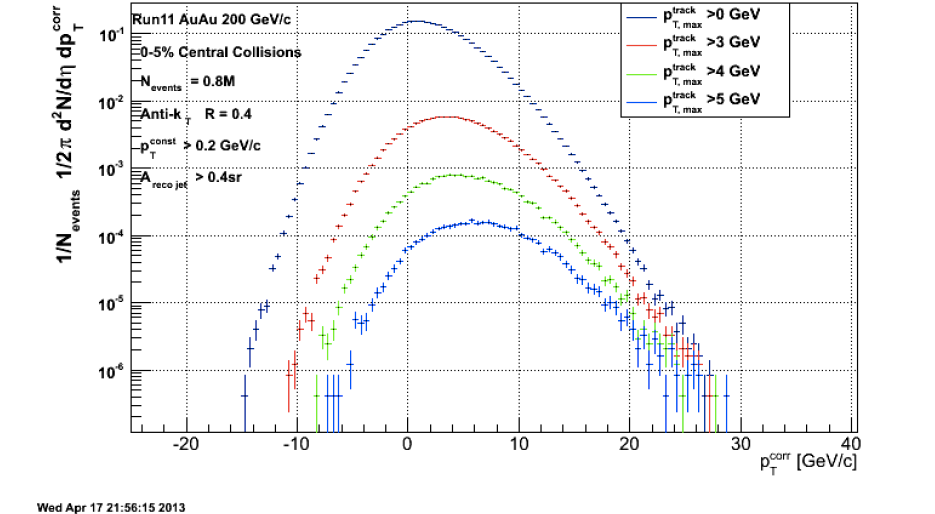 1/N_events 1/2π d²N/dη dp_T^corr
Run11 AuAu 200 GeV/c
0-5% Central Collisions
N_events = 0.8M
Anti-k_T R = 0.4
p_T^const > 0.2 GeV/c
A_reco jet > 0.4sr
p_T, max^track >0 GeV
p_T, max^track >3 GeV
p_T, max^track >4 GeV
p_T, max^track >5 GeV
10⁻¹
10⁻²
10⁻³
10⁻⁴
10⁻⁵
10⁻⁶
-20 -10 0 10 20 30 40
p_T^corr [GeV/c]
Wed Apr 17 21:56:15 2013